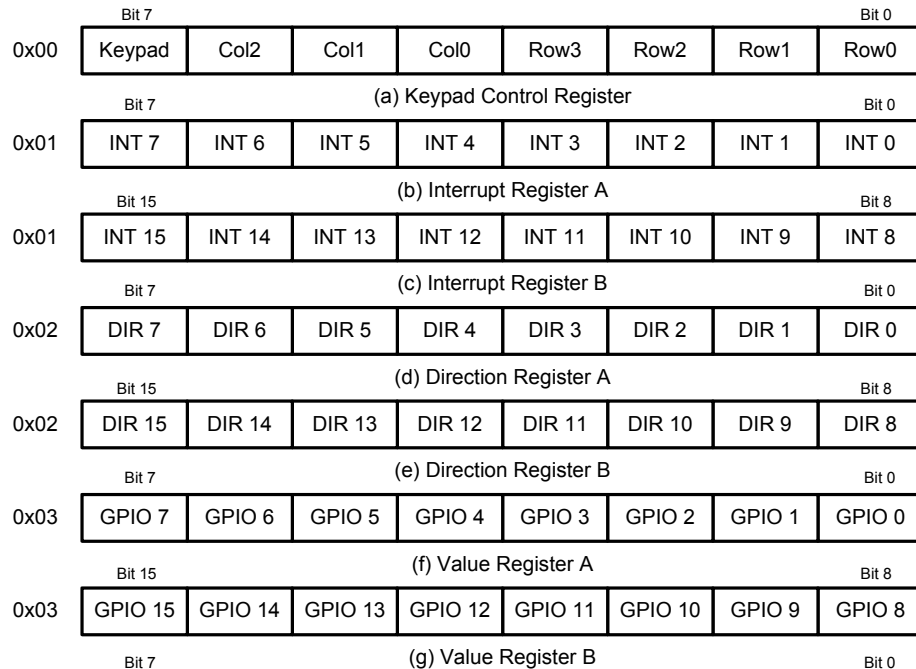 Bit 7 Bit 0
0x00 Keypad Col2 Col1 Col0 Row3 Row2 Row1 Row0
(a) Keypad Control Register
Bit 7 Bit 0
0x01 INT 7 INT 6 INT 5 INT 4 INT 3 INT 2 INT 1 INT 0
(b) Interrupt Register A
Bit 15 Bit 8
0x01 INT 15 INT 14 INT 13 INT 12 INT 11 INT 10 INT 9 INT 8
(c) Interrupt Register B
Bit 7 Bit 0
0x02 DIR 7 DIR 6 DIR 5 DIR 4 DIR 3 DIR 2 DIR 1 DIR 0
(d) Direction Register A
Bit 15 Bit 8
0x02 DIR 15 DIR 14 DIR 13 DIR 12 DIR 11 DIR 10 DIR 9 DIR 8
(e) Direction Register B
Bit 7 Bit 0
0x03 GPIO 7 GPIO 6 GPIO 5 GPIO 4 GPIO 3 GPIO 2 GPIO 1 GPIO 0
(f) Value Register A
Bit 15 Bit 8
0x03 GPIO 15 GPIO 14 GPIO 13 GPIO 12 GPIO 11 GPIO 10 GPIO 9 GPIO 8
(g) Value Register B
Bit 7 Bit 0